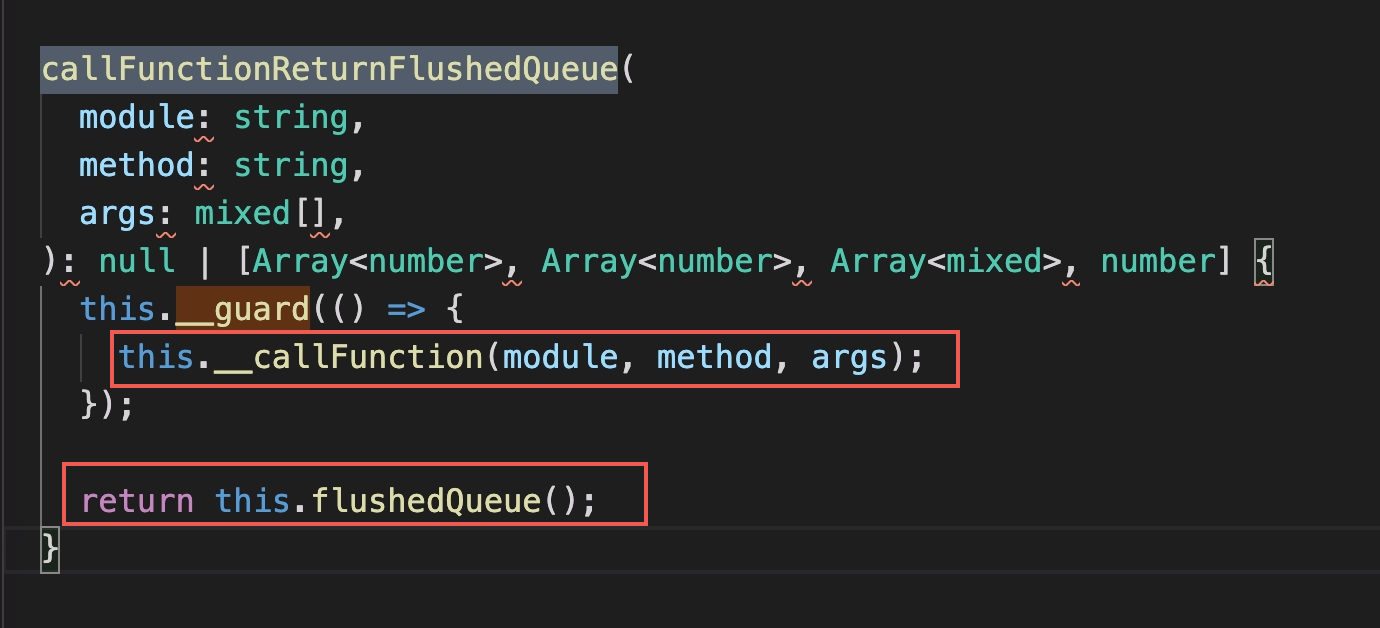 callFunctionReturnFlushedQueue(
module: string,
method: string,
args: mixed[],
): null | [Array<number>, Array<number>, Array<mixed>, number] {
this.__guard(() => {
this.__callFunction(module, method, args);
});
return this.flushedQueue();
}